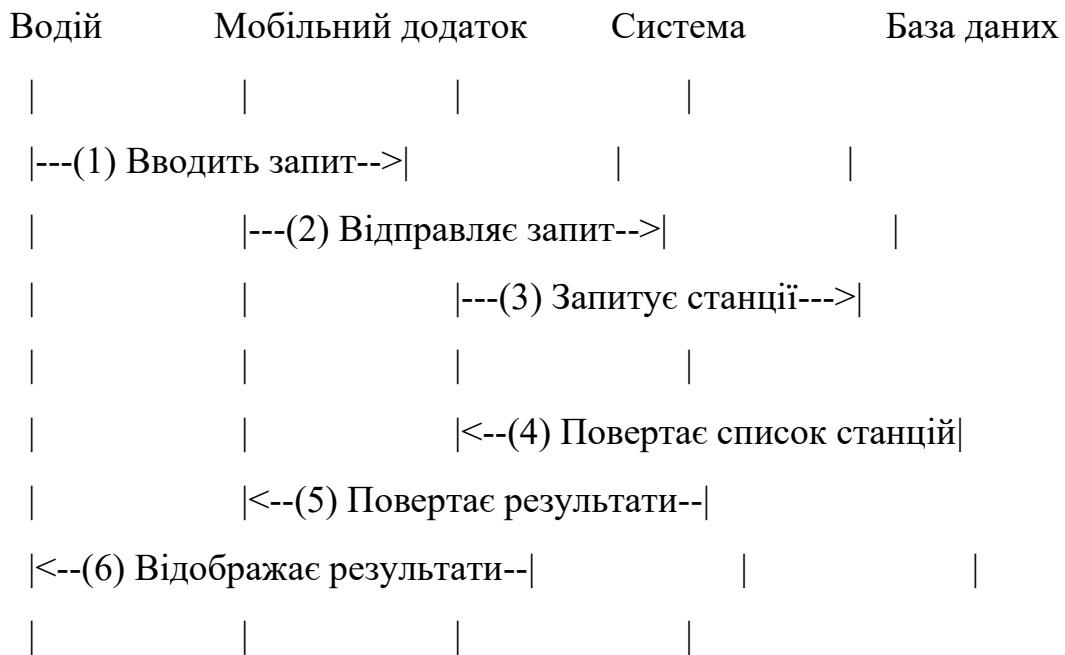 Водій Мобільний додаток Система База даних
| | | |
|---(1) Вводить запит-->| | |
| |---(2) Відправляє запит-->| |
| | |---(3) Запитує станції--->|
| | | |
| | |<--(4) Повертає список станцій|
| |<--(5) Повертає результати--|
|<--(6) Відображає результати--| | |
| | | |